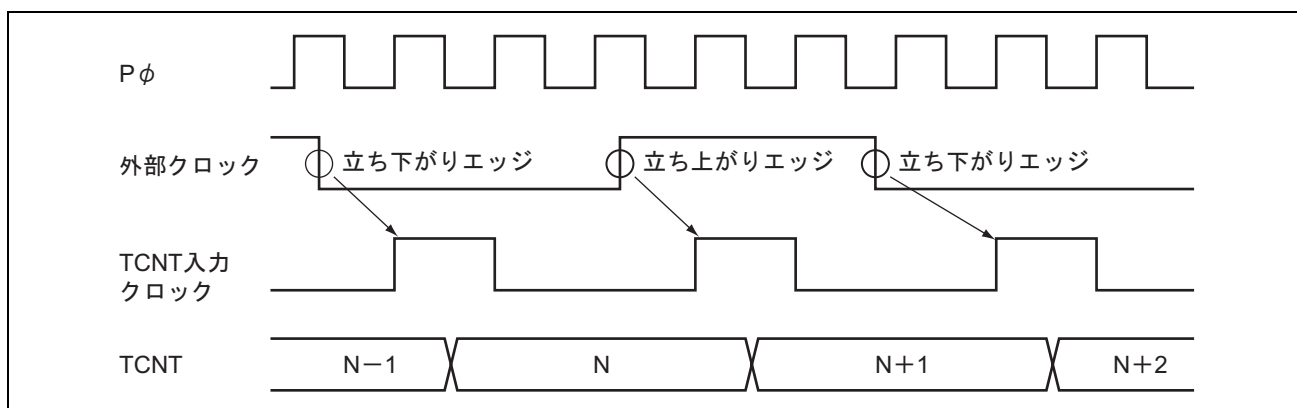 Pφ
外部クロック
立ち下がりエッジ
立ち上がりエッジ
立ち下がりエッジ
TCNT入力
クロック
TCNT
N－1
N
N＋1
N＋2